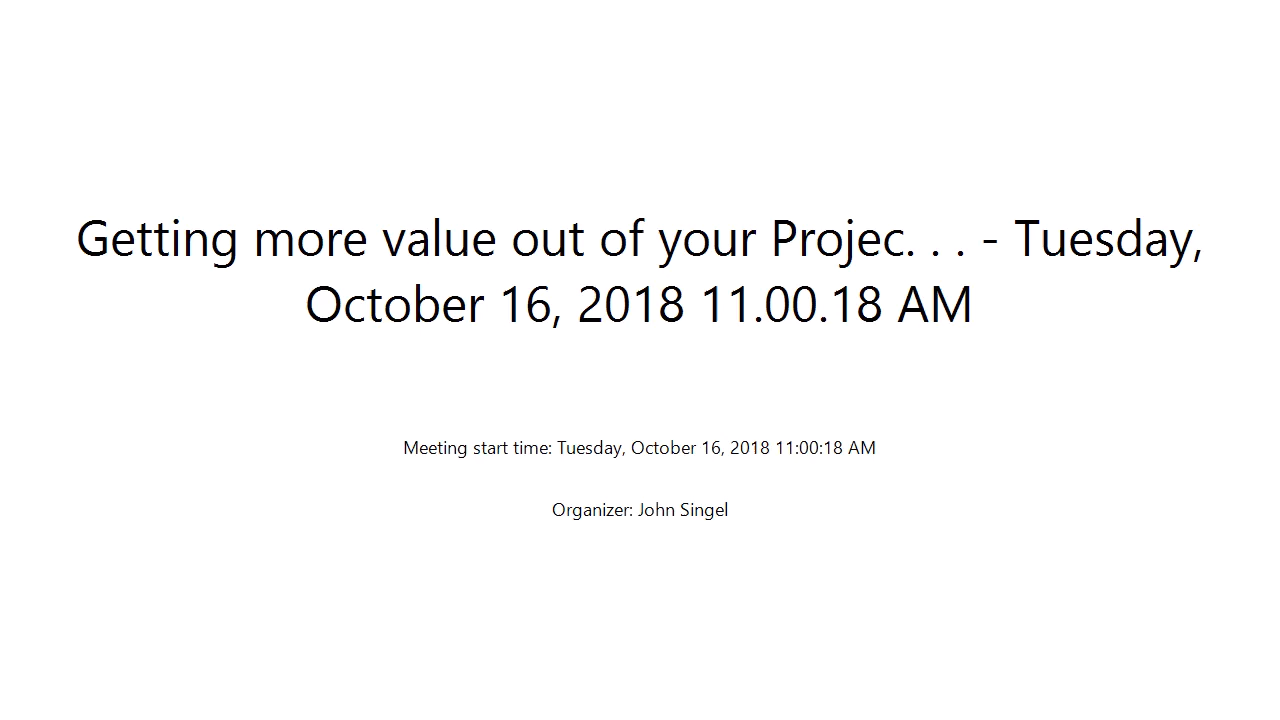 Getting more value out of your Projec. . . - Tuesday,
October 16, 2018 11.00.18 AM
Meeting start time: Tuesday, October 16, 2018 11:00:18 AM
Organizer: John Singel